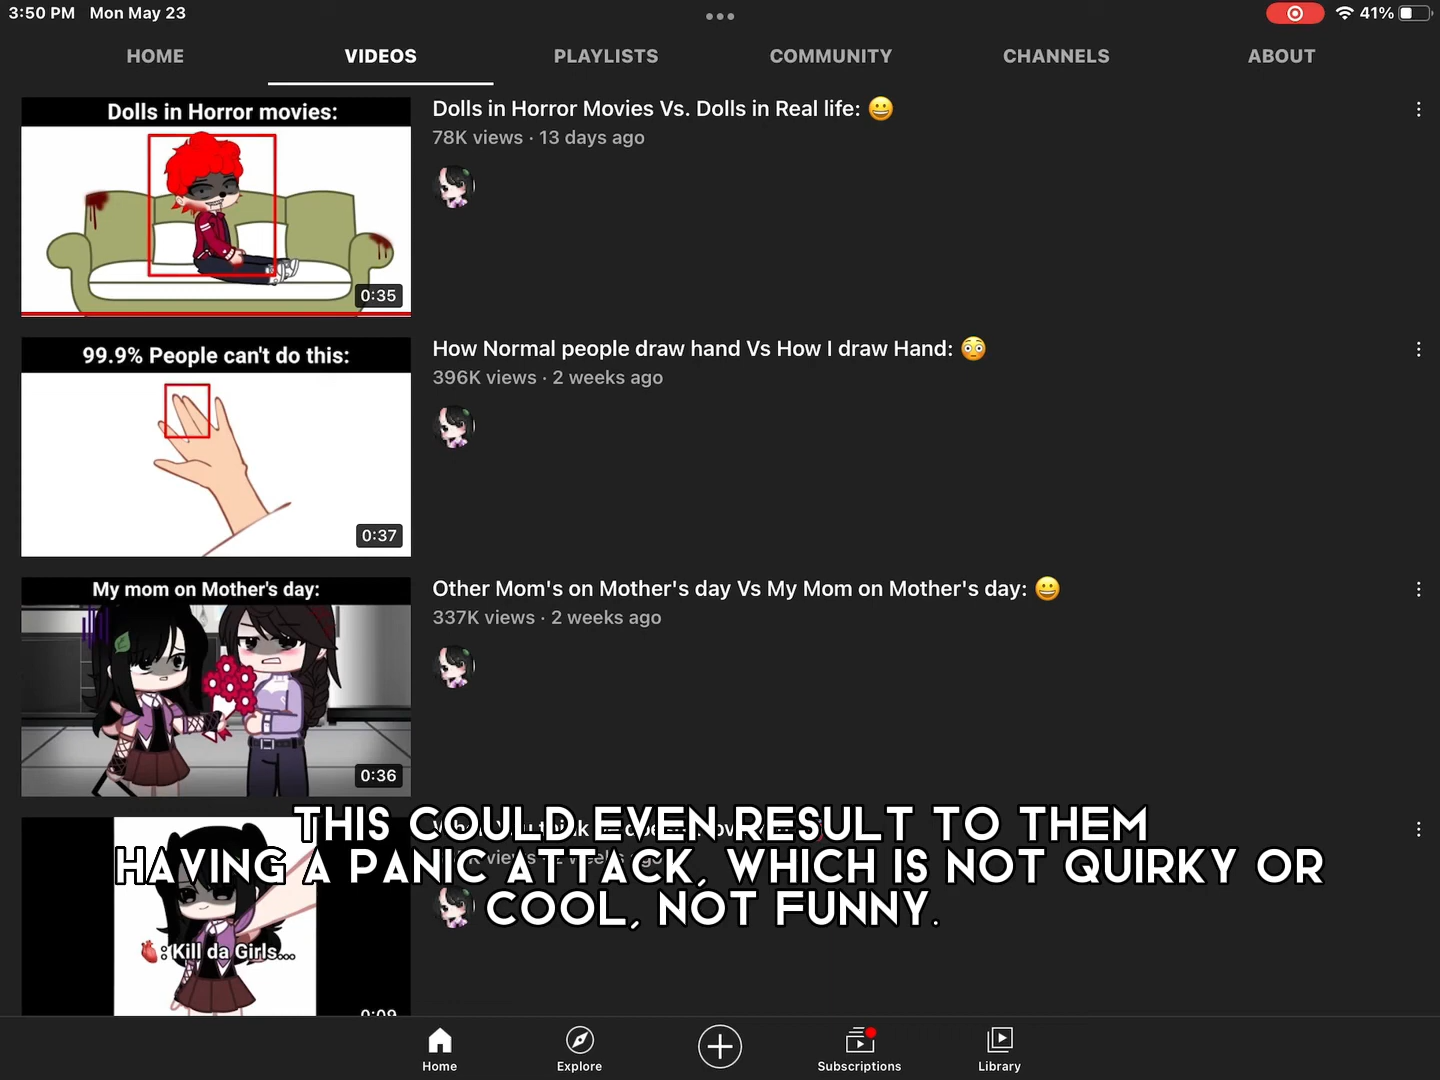 3:50 PM Mon May 23
41%
HOME VIDEOS PLAYLISTS COMMUNITY CHANNELS ABOUT
Dolls in Horror movies:
0:35
Dolls in Horror Movies Vs. Dolls in Real life: 😀
78K views · 13 days ago
99.9% People can't do this:
0:37
How Normal people draw hand Vs How I draw Hand: 😳
396K views · 2 weeks ago
My mom on Mother's day:
0:36
Other Mom's on Mother's day Vs My Mom on Mother's day: 😀
337K views · 2 weeks ago
THIS COULD EVEN RESULT TO THEM
HAVING A PANIC ATTACK, WHICH IS NOT QUIRKY OR
COOL, NOT FUNNY.
🫀: Kill da Girls...
0:09
Home Explore Subscriptions Library